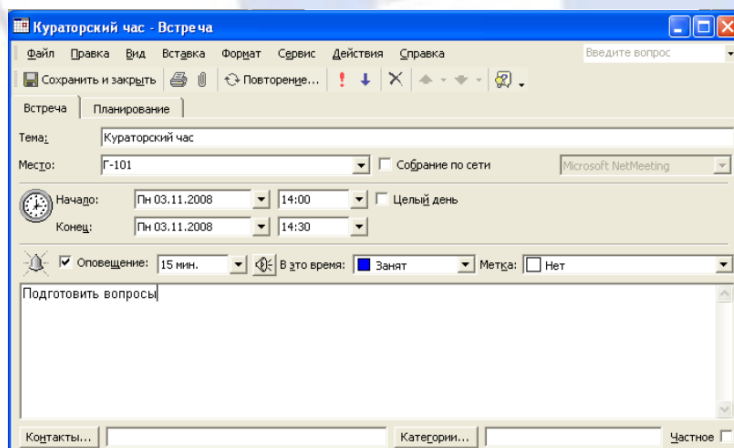 Кураторский час - Встреча
Файл Правка Вид Вставка Формат Сервис Действия Справка Введите вопрос
Сохранить и закрыть Повторение...
Встреча Планирование
Тема: Кураторский час
Место: Г-101 Собрание по сети Microsoft NetMeeting
Начало: Пн 03.11.2008 14:00 Целый день
Конец: Пн 03.11.2008 14:30
Оповещение: 15 мин. В это время: Занят Метка: Нет
Подготовить вопросы
Контакты... Категории... Частное